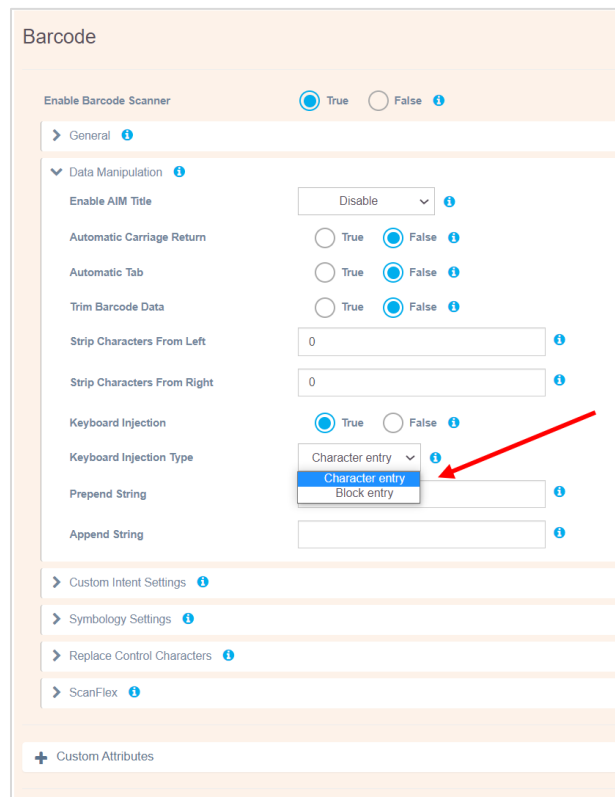 Barcode
Enable Barcode Scanner True False
General
Data Manipulation
Enable AIM Title Disable
Automatic Carriage Return True False
Automatic Tab True False
Trim Barcode Data True False
Strip Characters From Left 0
Strip Characters From Right 0
Keyboard Injection True False
Keyboard Injection Type Character entry
Character entry
Prepend String Block entry
Append String
Custom Intent Settings
Symbology Settings
Replace Control Characters
ScanFlex
Custom Attributes